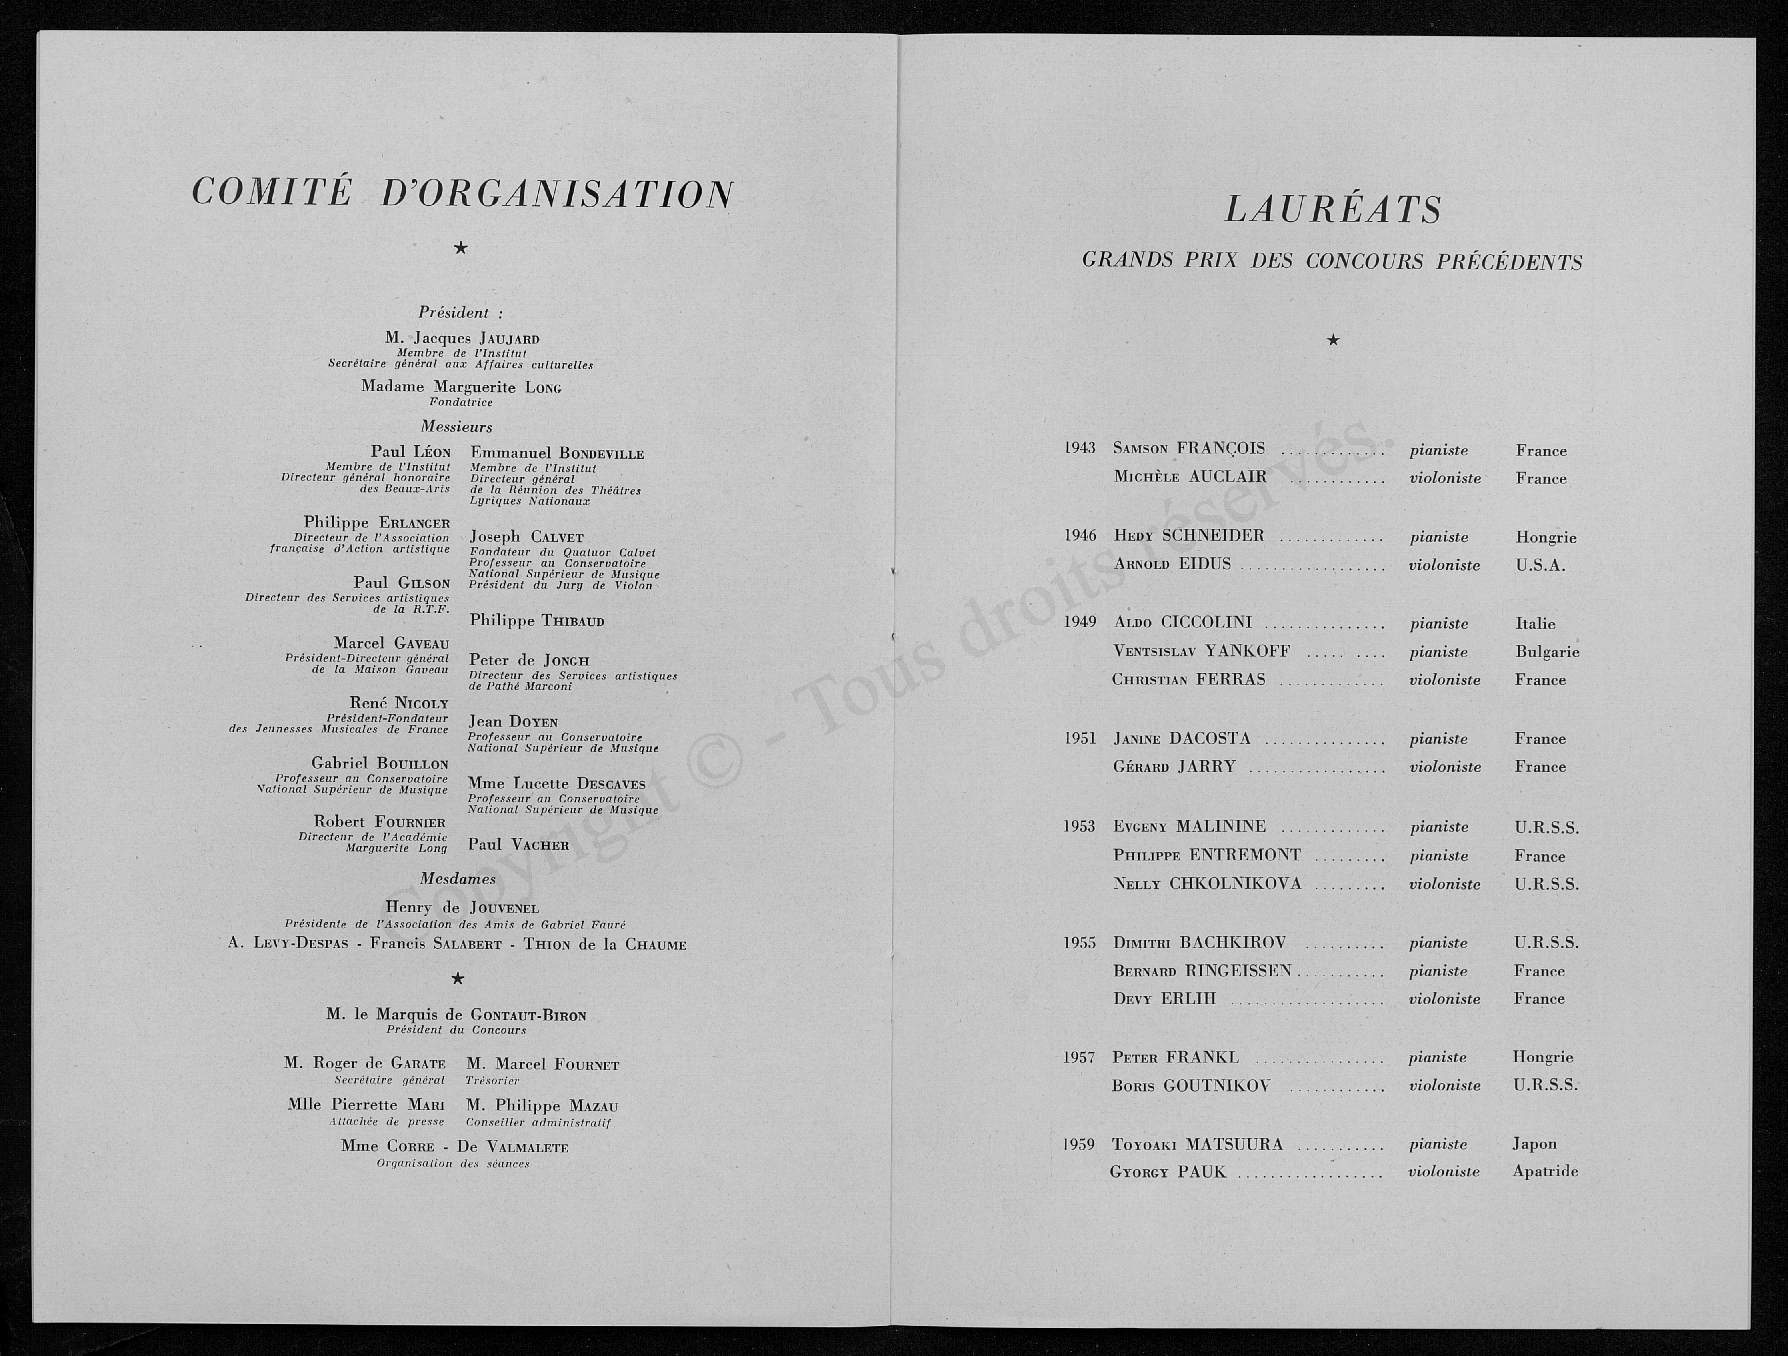 COMITÉ D'ORGANISATION
★
Président :
M. Jacques JAUJARD
Membre de l'Institut
Secrétaire général aux Affaires culturelles
Madame Marguerite LONG
Fondatrice
Messieurs
Paul LÉON
Membre de l'Institut
Directeur général honoraire
des Beaux-Arts
Philippe ERLANGER
Directeur de l'Association
française d'Action artistique
Paul GILSON
Directeur des Services artistiques
de la R.T.F.
Marcel GAVEAU
Président-Directeur général
de la Maison Gaveau
René NICOLY
Président-Fondateur
des Jeunesses Musicales de France
Gabriel BOUILLON
Professeur au Conservatoire
National Supérieur de Musique
Robert FOURNIER
Directeur de l'Académie
Marguerite Long
Emmanuel BONDEVILLE
Membre de l'Institut
Directeur général
de la Réunion des Théâtres
Lyriques Nationaux
Joseph CALVET
Fondateur du Quatuor Calvet
Professeur au Conservatoire
National Supérieur de Musique
Président du Jury de Violon
Philippe THIBAUD
Peter de JONGH
Directeur des Services artistiques
de Pathé Marconi
Jean DOYEN
Professeur au Conservatoire
National Supérieur de Musique
Mme Lucette DESCAVES
Professeur au Conservatoire
National Supérieur de Musique
Paul VACHER
Mesdames
Henry de JOUVENEL
Présidente de l'Association des Amis de Gabriel Fauré
A. LEVY-DESPAS - Francis SALABERT - THION de la CHAUME
★
M. le Marquis de GONTAUT-BIRON
Président du Concours
M. Roger de GARATE M. Marcel FOURNET
Secrétaire général Trésorier
Mlle Pierrette MARI M. Philippe MAZAU
Attachée de presse Conseiller administratif
Mme CORRE - De VALMALETE
Organisation des séances
LAURÉATS
GRANDS PRIX DES CONCOURS PRÉCÉDENTS
★
1943 SAMSON FRANÇOIS ............. pianiste France
MICHÈLE AUCLAIR ............ violoniste France
1946 HEDY SCHNEIDER ............. pianiste Hongrie
ARNOLD EIDUS .................. violoniste U.S.A.
1949 ALDO CICCOLINI ............... pianiste Italie
VENTSISLAV YANKOFF ......... pianiste Bulgarie
CHRISTIAN FERRAS ............. violoniste France
1951 JANINE DACOSTA ............... pianiste France
GÉRARD JARRY ................. violoniste France
1953 EVGENY MALININE ............. pianiste U.R.S.S.
PHILIPPE ENTREMONT ......... pianiste France
NELLY CHKOLNIKOVA ......... violoniste U.R.S.S.
1955 DIMITRI BACHKIROV .......... pianiste U.R.S.S.
BERNARD RINGEISSEN ........... pianiste France
DEVY ERLIH ................... violoniste France
1957 PETER FRANKL ................ pianiste Hongrie
BORIS GOUTNIKOV ............ violoniste U.R.S.S.
1959 TOYOAKI MATSUURA ........... pianiste Japon
GYORGY PAUK .................. violoniste Apatride
Copyright © - Tous droits réservés.